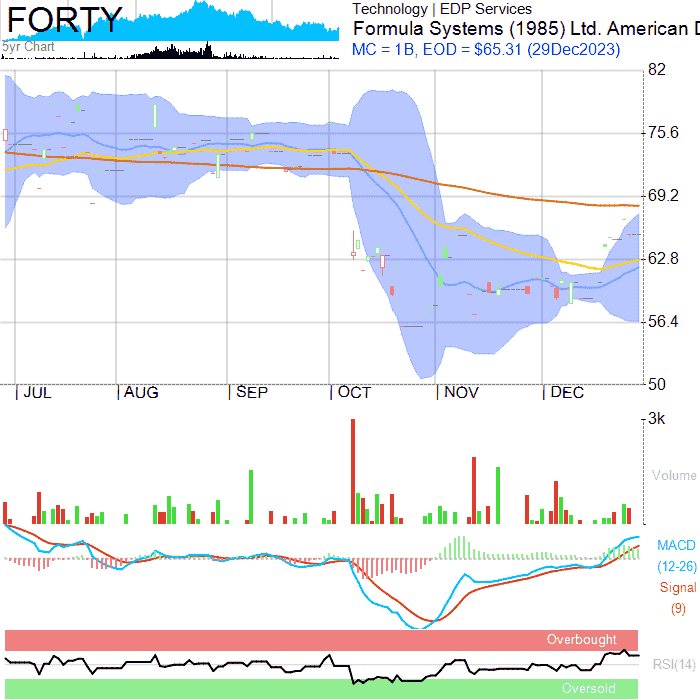 FORTY
5yr Chart
Technology | EDP Services
Formula Systems (1985) Ltd. American D
MC = 1B, EOD = $65.31 (29Dec2023)
82
75.6
69.2
62.8
56.4
50
JUL AUG SEP OCT NOV DEC
3k
Volume
MACD
(12-26)
Signal
(9)
Overbought
RSI(14)
Oversold